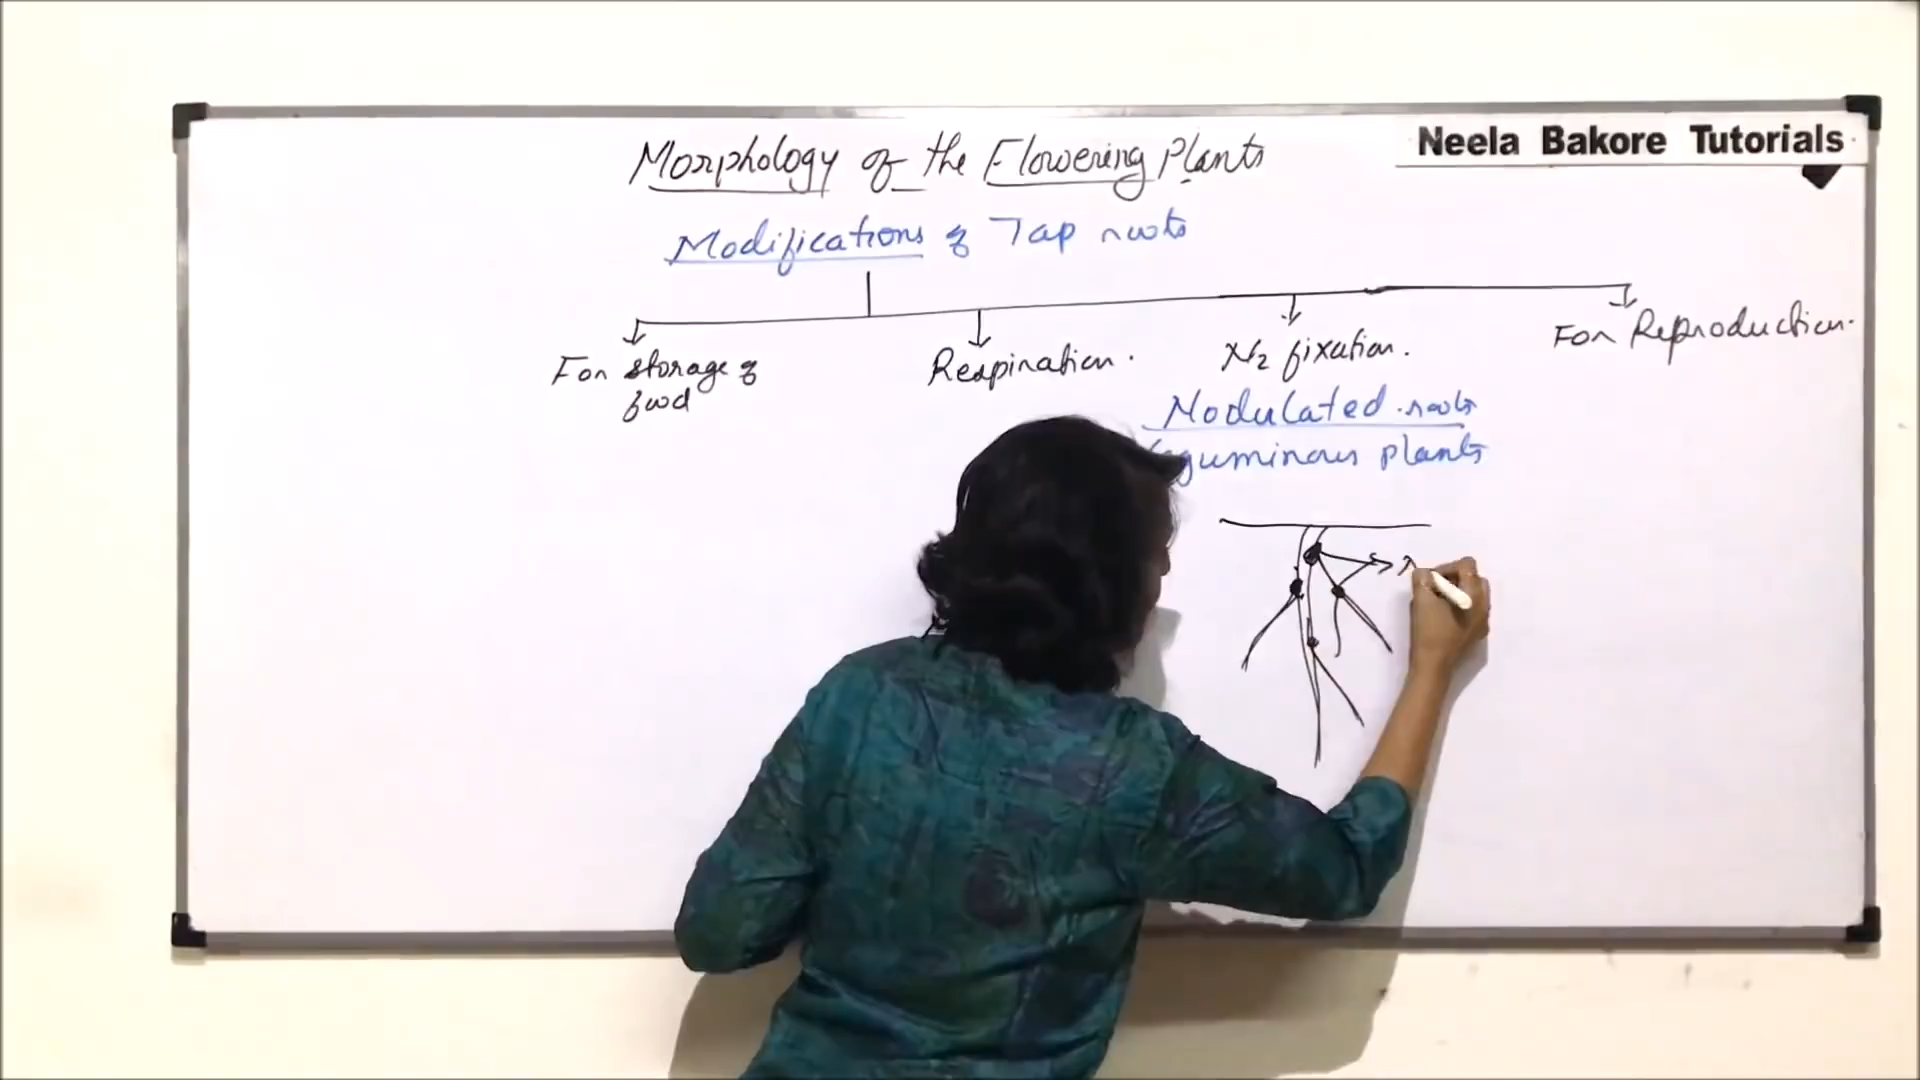 Neela Bakore Tutorials
Morphology of the Flowering Plants
Modifications of Tap roots
For storage of
food
Respiration.
N2 fixation.
For Reproduction.
Nodulated roots
leguminous plants